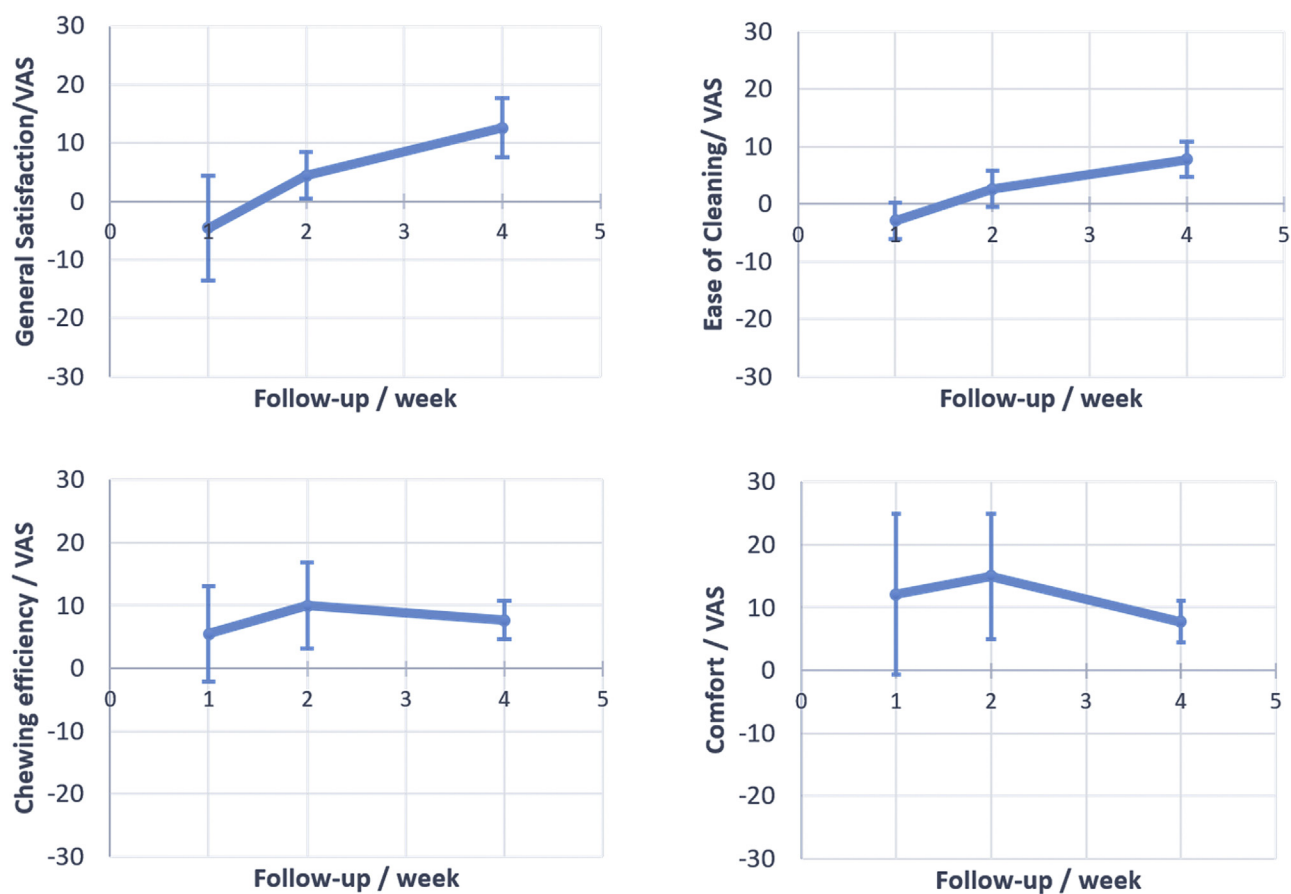 General Satisfaction/VAS
30
20
10
0
-10
-20
-30
0 1 2 3 4 5
Follow-up / week
Ease of Cleaning/ VAS
30
20
10
0
-10
-20
-30
0 1 2 3 4 5
Follow-up / week
Chewing efficiency / VAS
30
20
10
0
-10
-20
-30
0 1 2 3 4 5
Follow-up / week
Comfort / VAS
30
20
10
0
-10
-20
-30
0 1 2 3 4 5
Follow-up / week